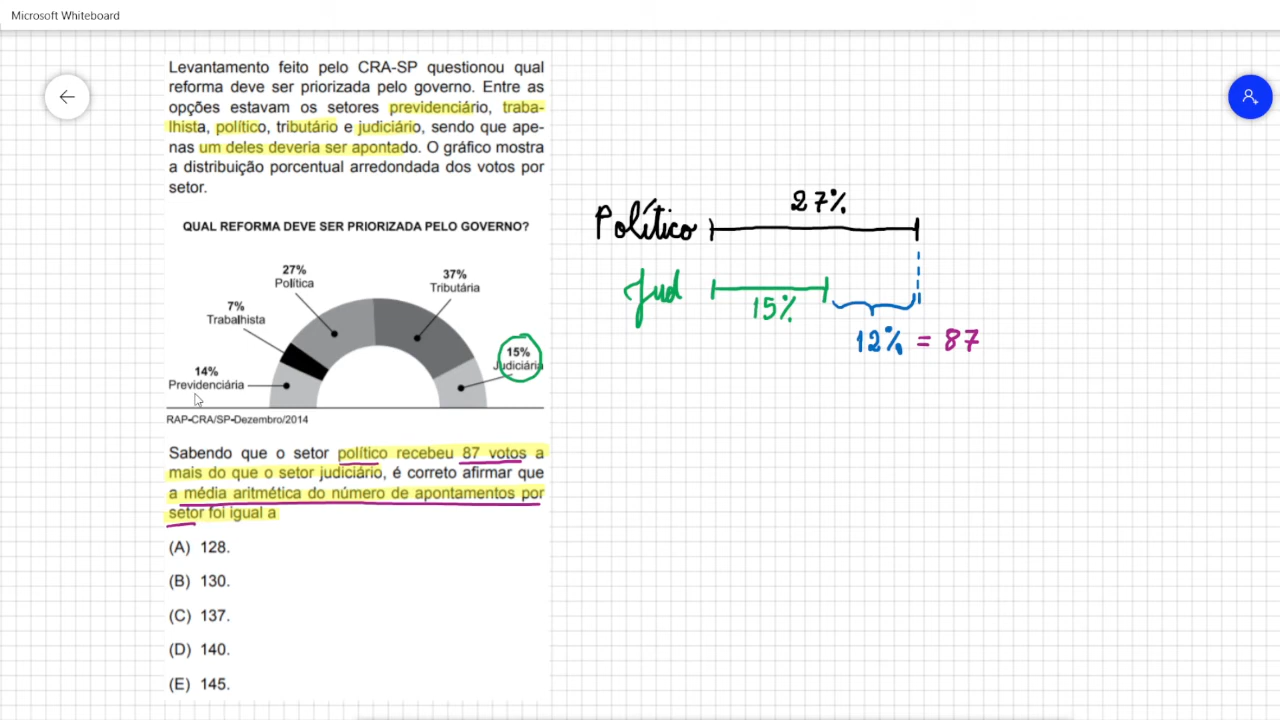 Microsoft Whiteboard
Levantamento feito pelo CRA-SP questionou qual
reforma deve ser priorizada pelo governo. Entre as
opções estavam os setores previdenciário, traba-
lhista, político, tributário e judiciário, sendo que ape-
nas um deles deveria ser apontado. O gráfico mostra
a distribuição porcentual arredondada dos votos por
setor.
QUAL REFORMA DEVE SER PRIORIZADA PELO GOVERNO?
27%
Política
37%
Tributária
7%
Trabalhista
15%
Judiciária
14%
Previdenciária
RAP-CRA/SP-Dezembro/2014
Sabendo que o setor político recebeu 87 votos a
mais do que o setor judiciário, é correto afirmar que
a média aritmética do número de apontamentos por
setor foi igual a
(A) 128.
(B) 130.
(C) 137.
(D) 140.
(E) 145.
27%
Político
Jud
15%
12% = 87